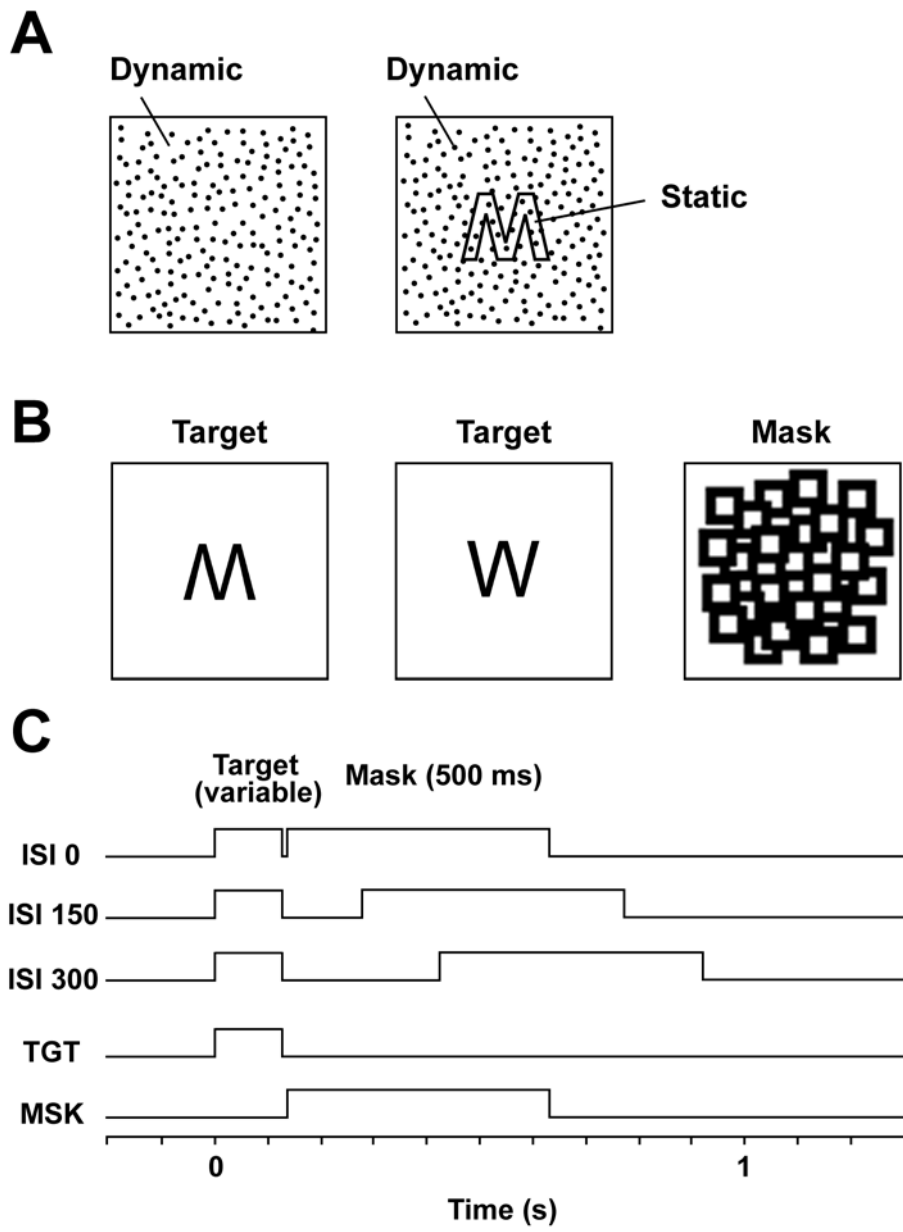 A
Dynamic Dynamic
Static
M
B
Target Target Mask
M W
C
Target
(variable) Mask (500 ms)
ISI 0
ISI 150
ISI 300
TGT
MSK
0 1
Time (s)